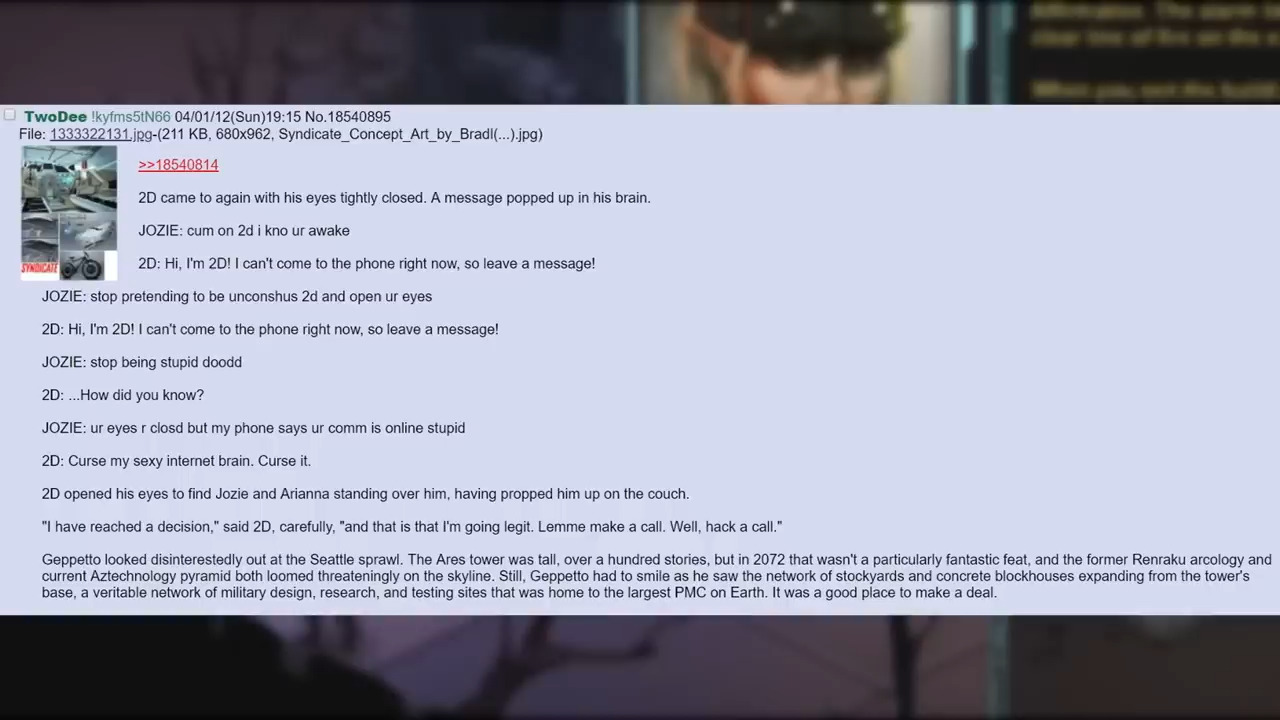 Affirmative. The alarm
clear line of fire on the
When you
TwoDee !kyfms5tN66 04/01/12(Sun)19:15 No.18540895
File: 1333322131.jpg-(211 KB, 680x962, Syndicate_Concept_Art_by_Bradl(...).jpg)
>>18540814
2D came to again with his eyes tightly closed. A message popped up in his brain.
JOZIE: cum on 2d i kno ur awake
2D: Hi, I'm 2D! I can't come to the phone right now, so leave a message!
SYNDICATE
JOZIE: stop pretending to be unconshus 2d and open ur eyes
2D: Hi, I'm 2D! I can't come to the phone right now, so leave a message!
JOZIE: stop being stupid doodd
2D: ...How did you know?
JOZIE: ur eyes r closd but my phone says ur comm is online stupid
2D: Curse my sexy internet brain. Curse it.
2D opened his eyes to find Jozie and Arianna standing over him, having propped him up on the couch.
"I have reached a decision," said 2D, carefully, "and that is that I'm going legit. Lemme make a call. Well, hack a call."
Geppetto looked disinterestedly out at the Seattle sprawl. The Ares tower was tall, over a hundred stories, but in 2072 that wasn't a particularly fantastic feat, and the former Renraku arcology and
current Aztechnology pyramid both loomed threateningly on the skyline. Still, Geppetto had to smile as he saw the network of stockyards and concrete blockhouses expanding from the tower's
base, a veritable network of military design, research, and testing sites that was home to the largest PMC on Earth. It was a good place to make a deal.